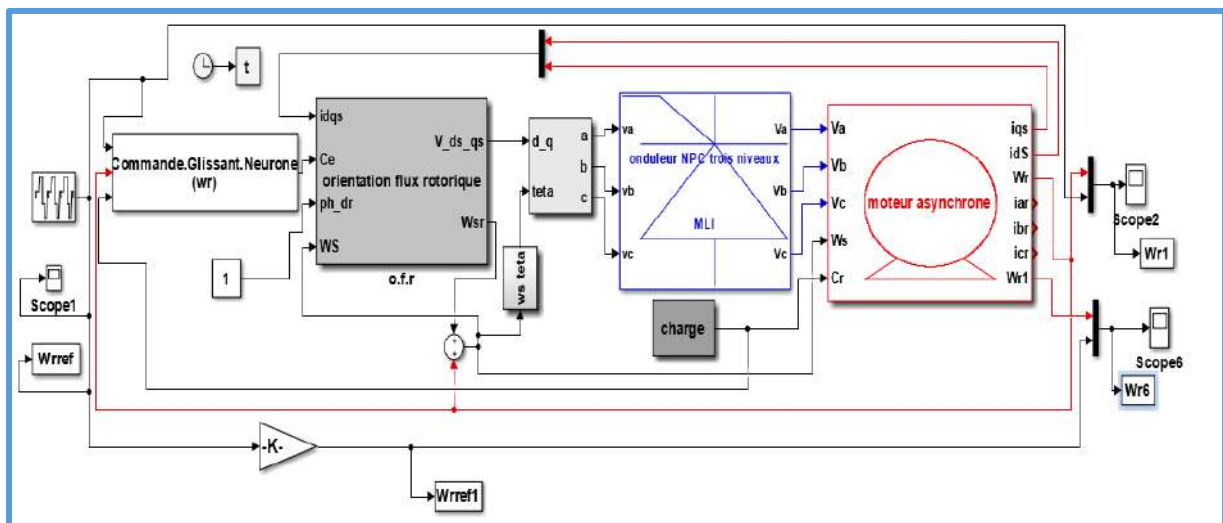 t
Commande.Glissant.Neurone
(wr)
1
Scope1
Wrref
idqs
Ce
ph_dr
WS
V_ds_qs
orientation flux rotorique
Wsr
o.f.r
d_q
teta
a
b
c
ws teta
+
+
va
vb
vc
Va
Vb
Vc
onduleur NPC trois niveaux
MLI
charge
Va
Vb
Vc
Ws
Cr
moteur asynchrone
iqs
idS
Wr
iar
ibr
icr
Wr1
Scope2
Wr1
Scope6
Wr6
-K-
Wrref1